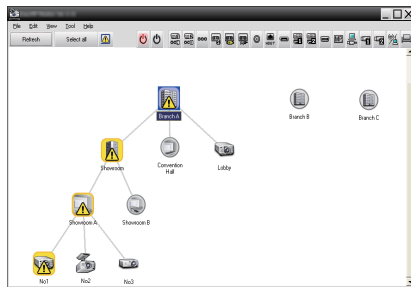 File Edit View Tool Help
Refresh Select all
Branch A
Branch B
Branch C
Showroom
Convention
Hall
Lobby
Showroom A
Showroom B
No1
No2
No3